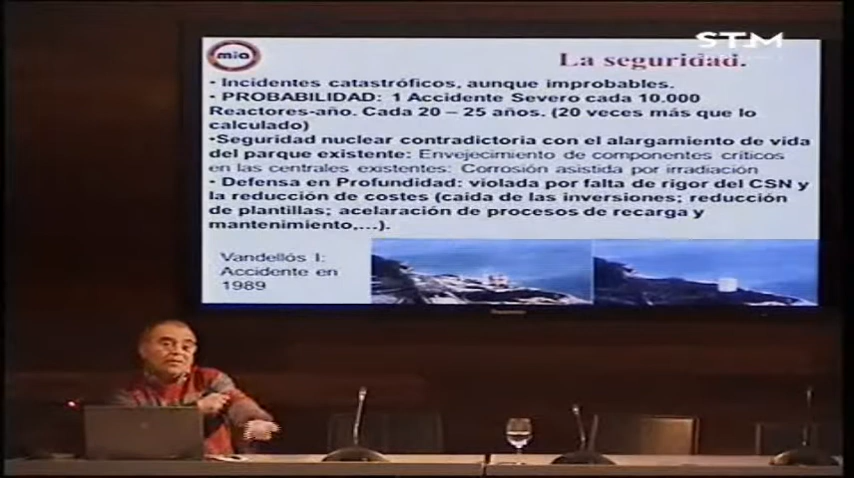 STM
mia
La seguridad.
• Incidentes catastróficos, aunque improbables.
• PROBABILIDAD: 1 Accidente Severo cada 10.000
Reactores-año. Cada 20 – 25 años. (20 veces más que lo
calculado)
•Seguridad nuclear contradictoria con el alargamiento de vida
del parque existente: Envejecimiento de componentes críticos
en las centrales existentes: Corrosión asistida por irradiación
• Defensa en Profundidad: violada por falta de rigor del CSN y
la reducción de costes (caída de las inversiones; reducción
de plantillas; acelaración de procesos de recarga y
mantenimiento,...).
Vandellós I:
Accidente en
1989
Panasonic